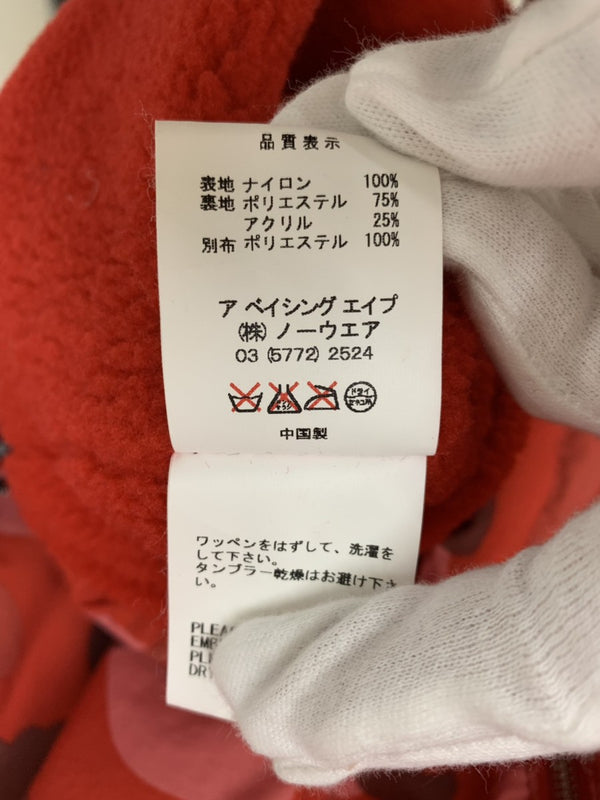 品質表示
表地 ナイロン 100%
裏地 ポリエステル 75%
アクリル 25%
別布 ポリエステル 100%
ア ベイシング エイプ
(株) ノーウエア
03 (5772) 2524
中国製
ワッペンをはずして、洗濯を
して下さい。
タンブラー乾燥はお避け下さ
い。